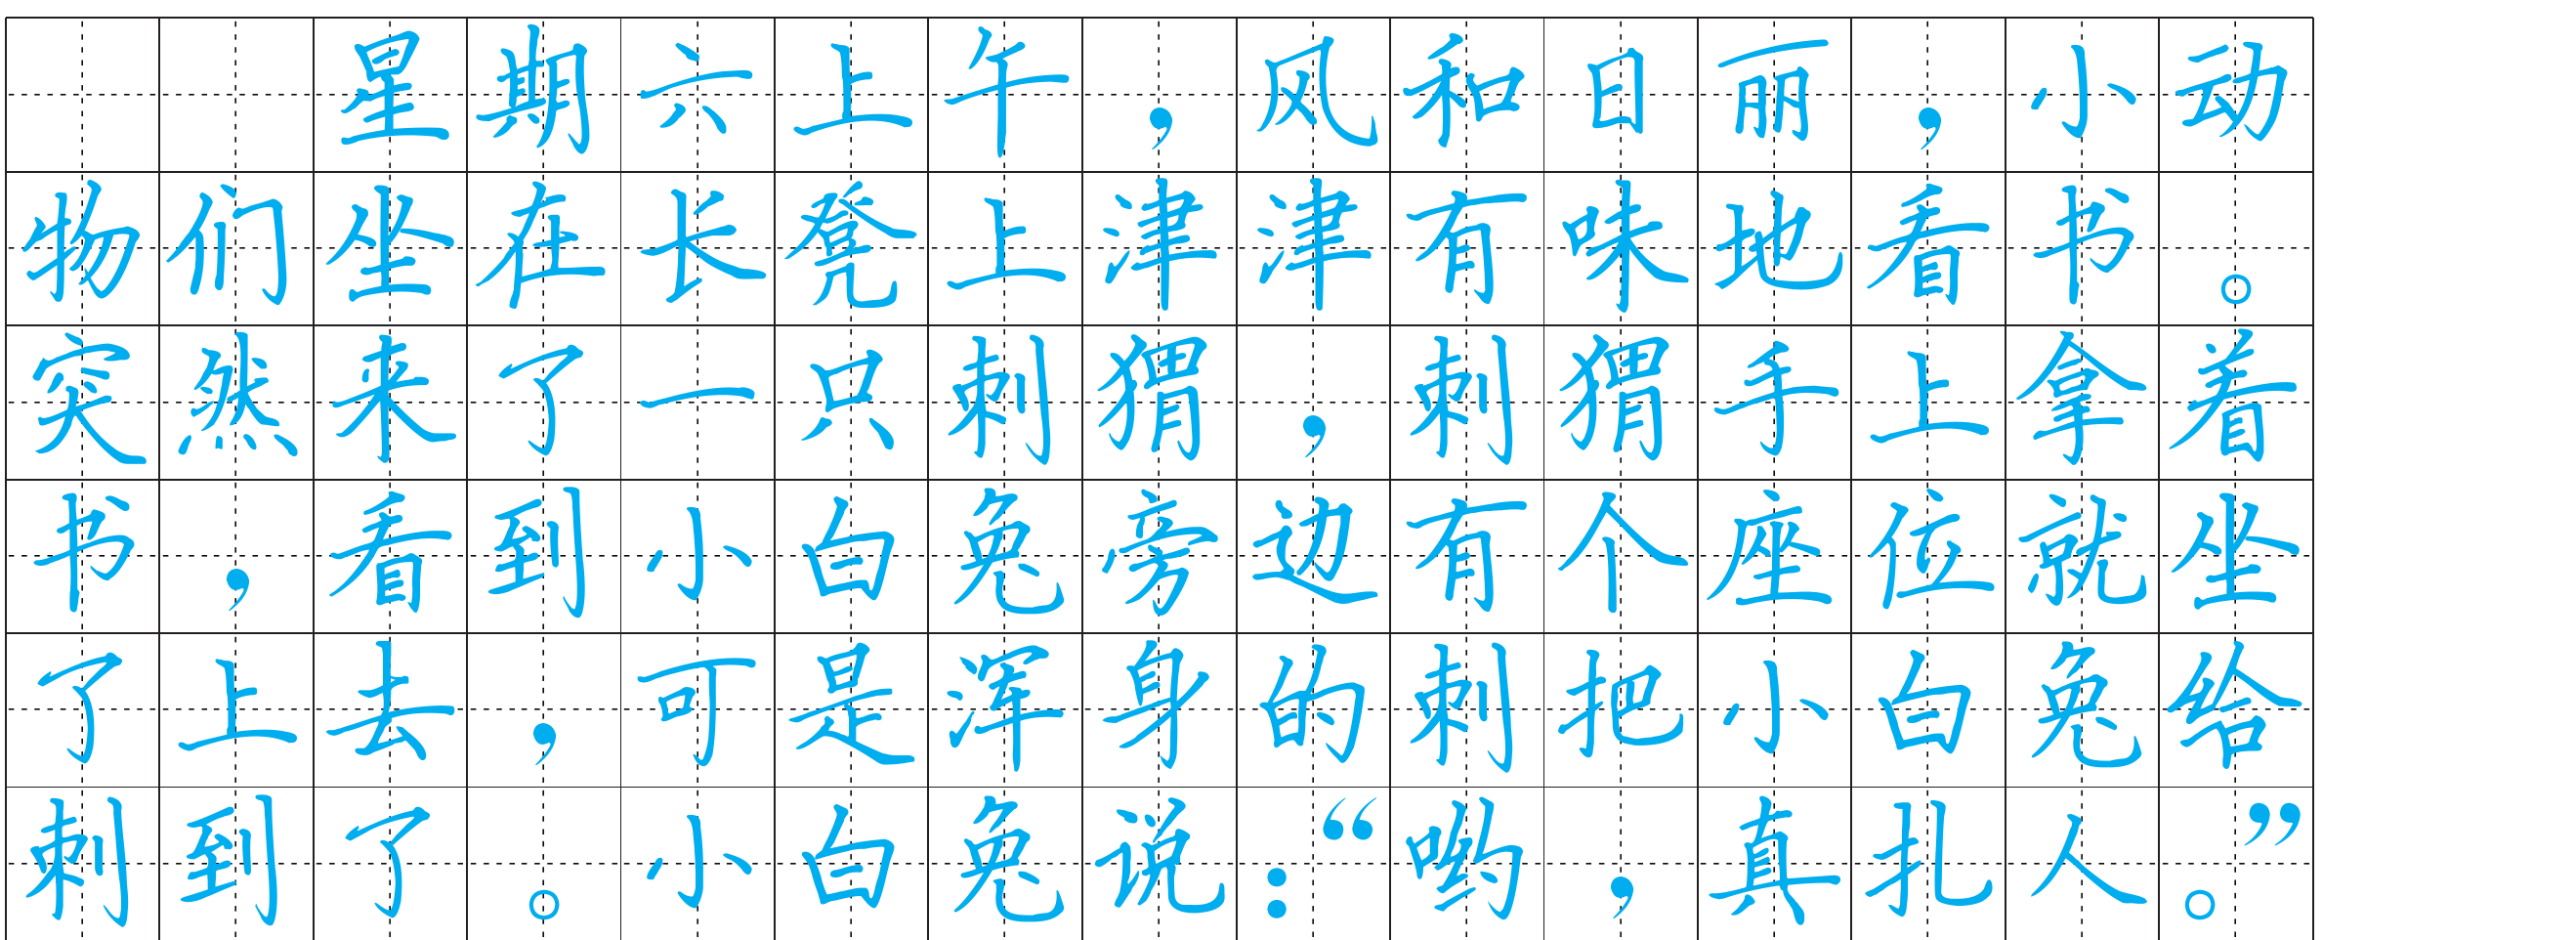 星期六上午，风和日丽，小动
物们坐在长凳上津津有味地看书。
突然来了一只刺猬，刺猬手上拿着
书，看到小白兔旁边有个座位就坐
了上去，可是浑身的刺把小白兔给
刺到了。小白兔说：“哟，真扎人。”